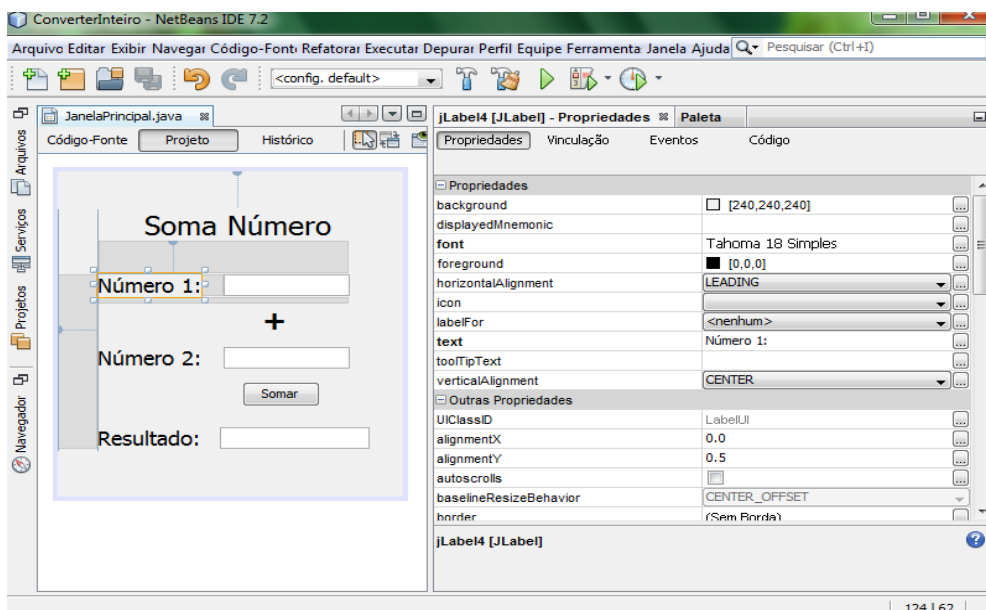 ConverterInteiro - NetBeans IDE 7.2
Arquivo Editar Exibir Navegar Código-Fonte Refatorar Executar Depurar Perfil Equipe Ferramenta Janela Ajuda Pesquisar (Ctrl+I)
<config. default>
JanelaPrincipal.java
Código-Fonte Projeto Histórico
Arquivos
Serviços
Projetos
Navegador
Soma Número
Número 1:
+
Número 2:
Somar
Resultado:
jLabel4 [JLabel] - Propriedades Paleta
Propriedades Vinculação Eventos Código
Propriedades
background [240,240,240]
displayedMnemonic
font Tahoma 18 Simples
foreground [0,0,0]
horizontalAlignment LEADING
icon
labelFor <nenhum>
text Número 1:
toolTipText
verticalAlignment CENTER
Outras Propriedades
UIClassID LabelUI
alignmentX 0.0
alignmentY 0.5
autoscrolls
baselineResizeBehavior CENTER_OFFSET
border (Sem Borda)
jLabel4 [JLabel]
124 | 62